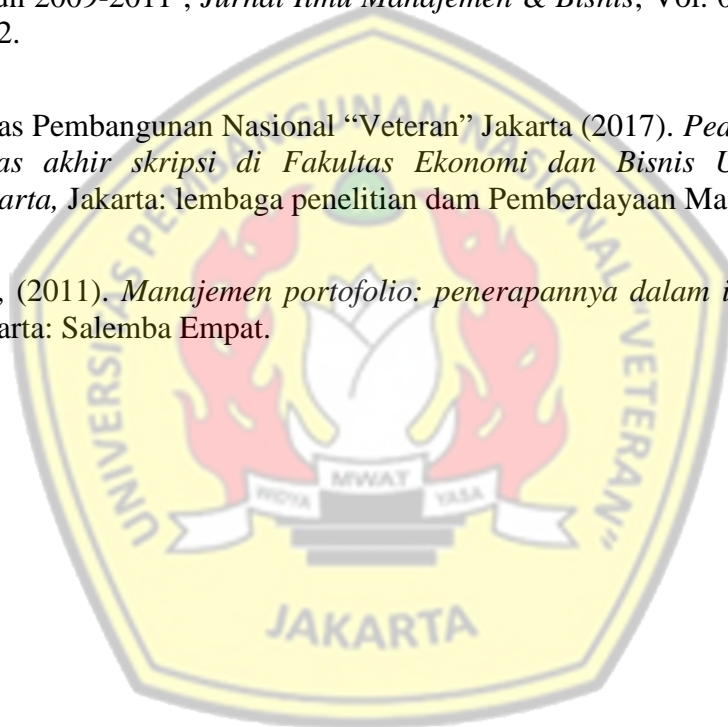 un 2009-2011”, Jurnal Ilmu Manajemen & Bisnis, Vol. 0
2.
as Pembangunan Nasional “Veteran” Jakarta (2017). Ped
as akhir skripsi di Fakultas Ekonomi dan Bisnis U
arta, Jakarta: lembaga penelitian dam Pemberdayaan Ma
, (2011). Manajemen portofolio: penerapannya dalam i
arta: Salemba Empat.
UNIVERSITAS PEMBANGUNAN NASIONAL “VETERAN”
WIDYA MWAT YASA
JAKARTA